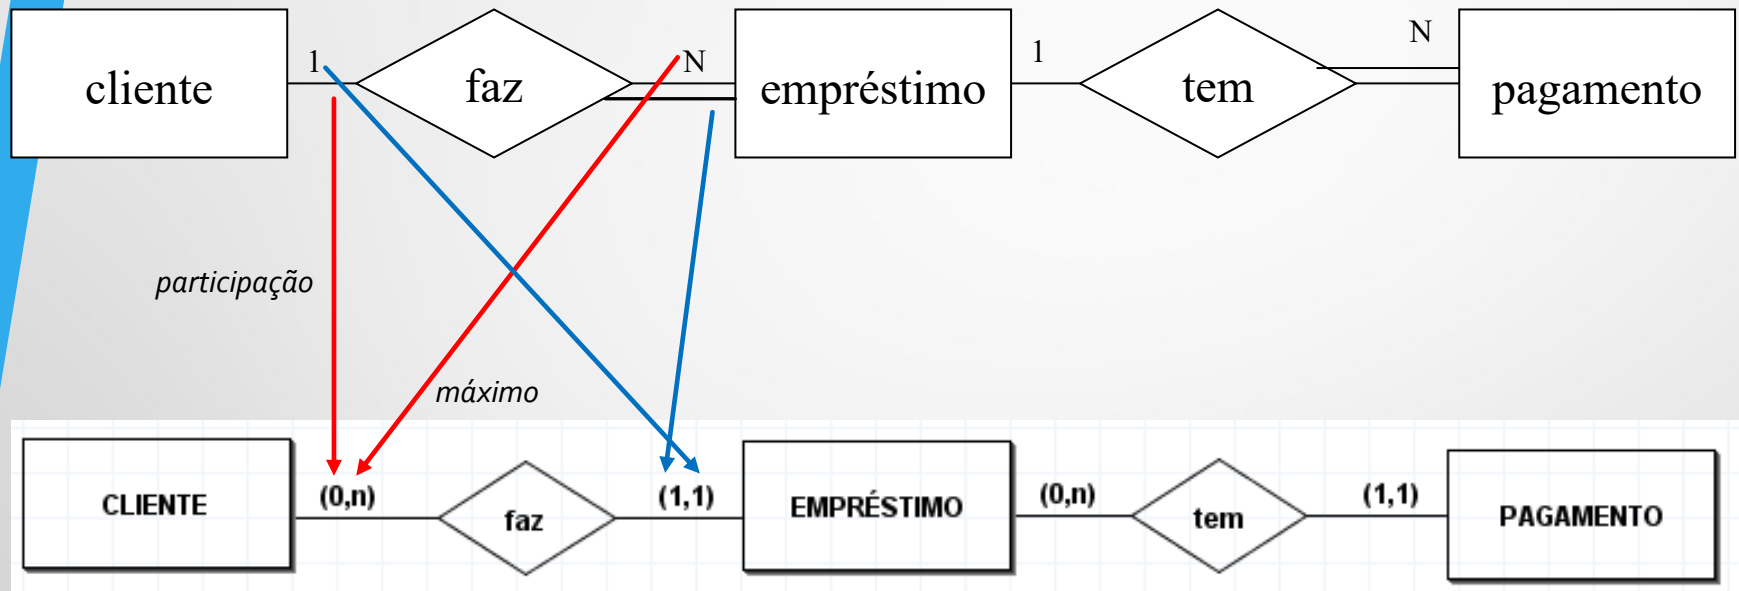 cliente
1
faz
N
empréstimo
1
tem
N
pagamento
participação
máximo
CLIENTE
(0,n)
faz
(1,1)
EMPRÉSTIMO
(0,n)
tem
(1,1)
PAGAMENTO